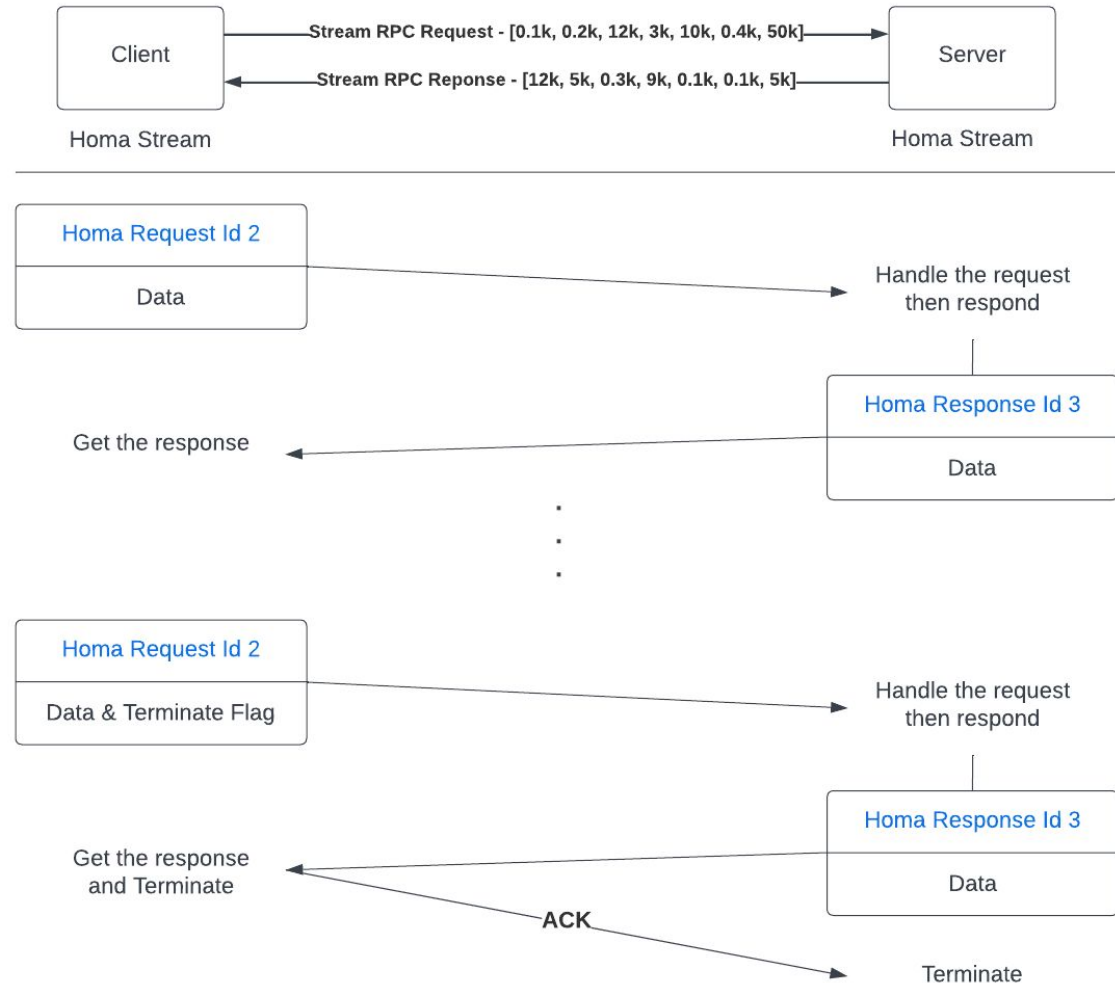 Client
Stream RPC Request - [0.1k, 0.2k, 12k, 3k, 10k, 0.4k, 50k]
Stream RPC Reponse - [12k, 5k, 0.3k, 9k, 0.1k, 0.1k, 5k]
Server
Homa Stream
Homa Stream
Homa Request Id 2
Data
Handle the request
then respond
Homa Response Id 3
Data
Get the response
.
.
.
Homa Request Id 2
Data & Terminate Flag
Handle the request
then respond
Homa Response Id 3
Data
Get the response
and Terminate
ACK
Terminate